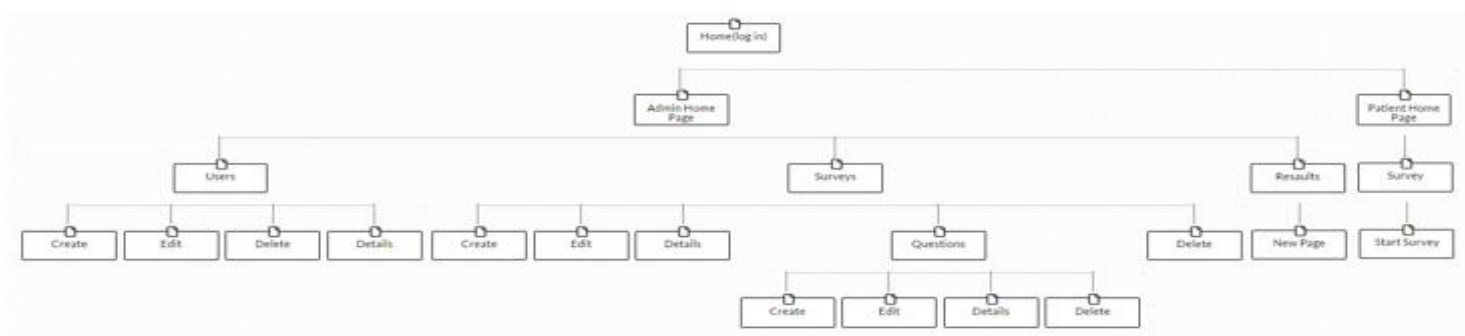 Home(log in)
Admin Home
Page
Patient Home
Page
Users
Surveys
Resaults
Survey
Create
Edit
Delete
Details
Create
Edit
Details
Questions
Delete
New Page
Start Survey
Create
Edit
Details
Delete